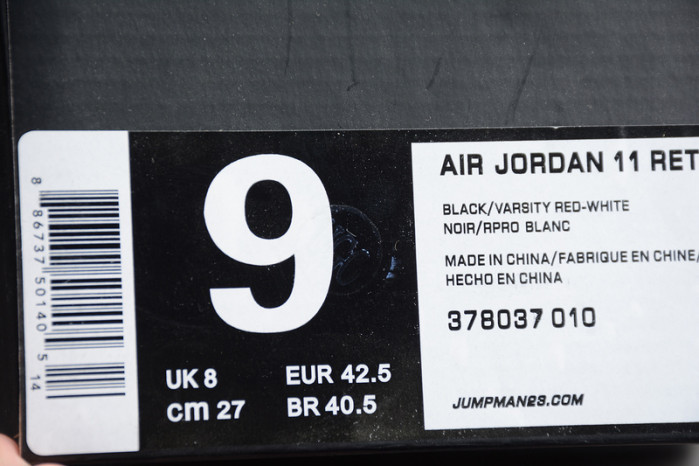 8 86737 50140 5 14
9
UK 8 EUR 42.5
cm 27 BR 40.5
AIR JORDAN 11 RET
BLACK/VARSITY RED-WHITE
NOIR/RPRO BLANC
MADE IN CHINA/FABRIQUE EN CHINE/
HECHO EN CHINA
378037 010
JUMPMAN23.COM